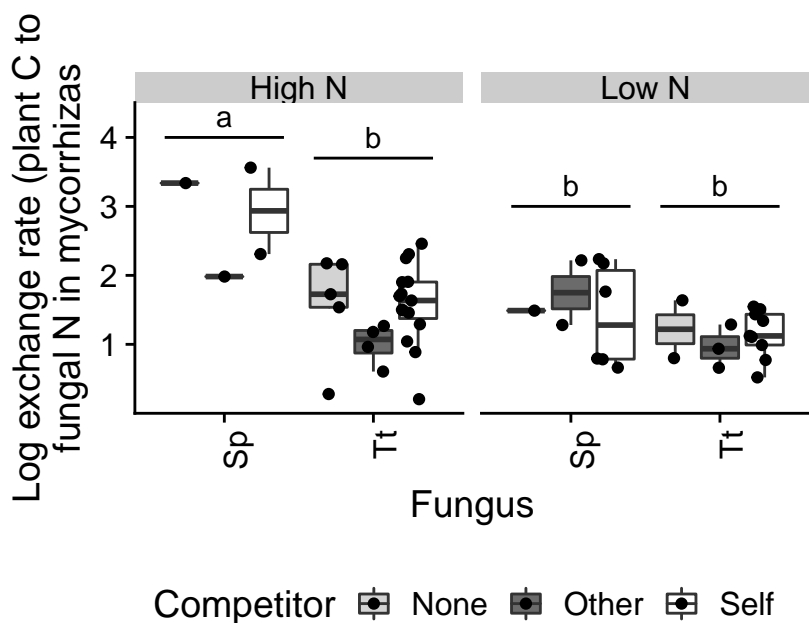 Log exchange rate (plant C to
fungal N in mycorrhizas
High N
Low N
4
3
2
1
a
b
b
b
Sp
Tt
Sp
Tt
Fungus
Competitor None Other Self